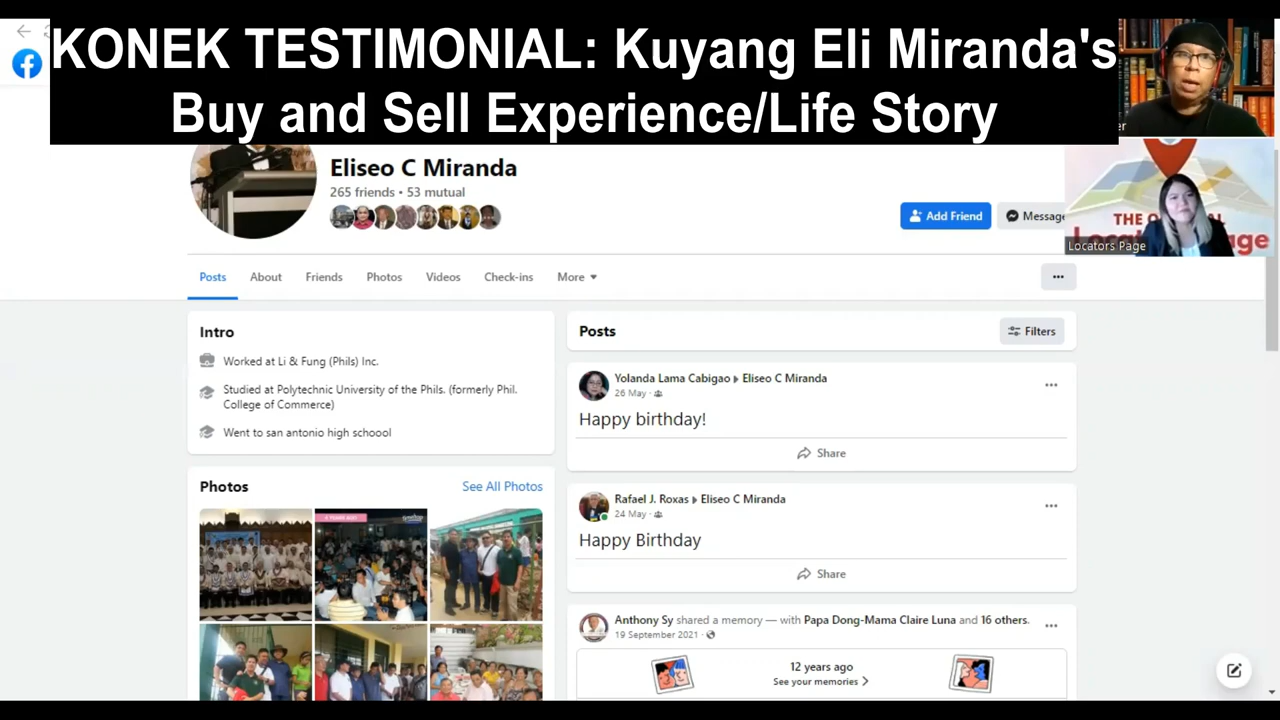 KONEK TESTIMONIAL: Kuyang Eli Miranda's
Buy and Sell Experience/Life Story
er
THE O
Loca age
Locators Page
Eliseo C Miranda
265 friends • 53 mutual
Add Friend
Message
Posts
About
Friends
Photos
Videos
Check-ins
More
Intro
Worked at Li & Fung (Phils) Inc.
Studied at Polytechnic University of the Phils. (formerly Phil.
College of Commerce)
Went to san antonio high schoool
Photos
See All Photos
Posts
Filters
Yolanda Lama Cabigao ▸ Eliseo C Miranda
26 May ·
Happy birthday!
Share
Rafael J. Roxas ▸ Eliseo C Miranda
24 May ·
Happy Birthday
Share
Anthony Sy shared a memory — with Papa Dong-Mama Claire Luna and 16 others.
19 September 2021 ·
12 years ago
See your memories